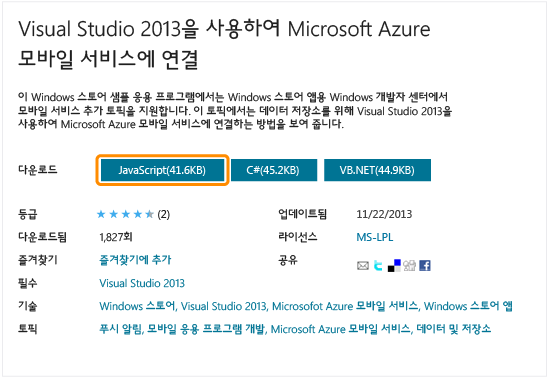 Visual Studio 2013을 사용하여 Microsoft Azure
모바일 서비스에 연결
이 Windows 스토어 샘플 응용 프로그램에서는 Windows 스토어 앱용 Windows 개발자 센터에서
모바일 서비스 추가 토픽을 지원합니다. 이 토픽에서는 데이터 저장소를 위해 Visual Studio 2013을
사용하여 Microsoft Azure 모바일 서비스에 연결하는 방법을 보여 줍니다.
다운로드 JavaScript(41.6KB) C#(45.2KB) VB.NET(44.9KB)
등급 (2) 업데이트됨 11/22/2013
다운로드됨 1,827회 라이선스 MS-LPL
즐겨찾기 즐겨찾기에 추가 공유
필수 Visual Studio 2013
기술 Windows 스토어, Visual Studio 2013, Microsofot Azure 모바일 서비스, Windows 스토어 앱
토픽 푸시 알림, 모바일 응용 프로그램 개발, Microsoft Azure 모바일 서비스, 데이터 및 저장소